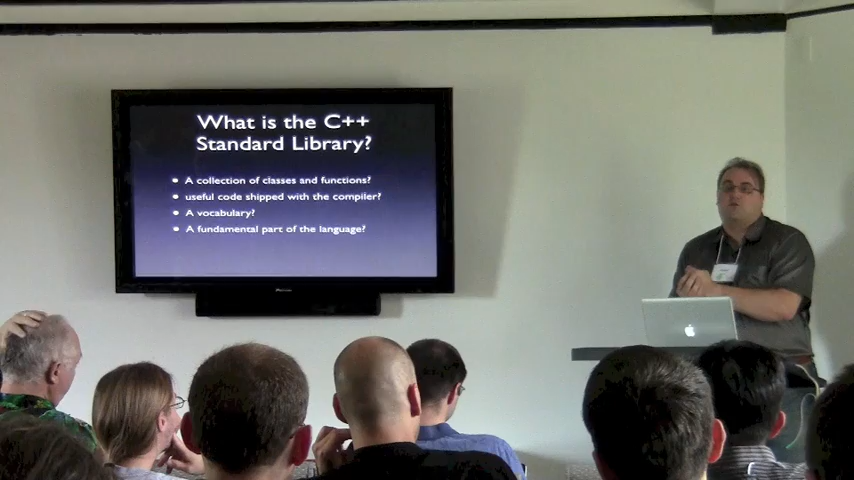 What is the C++
Standard Library?
• A collection of classes and functions?
• useful code shipped with the compiler?
• A vocabulary?
• A fundamental part of the language?